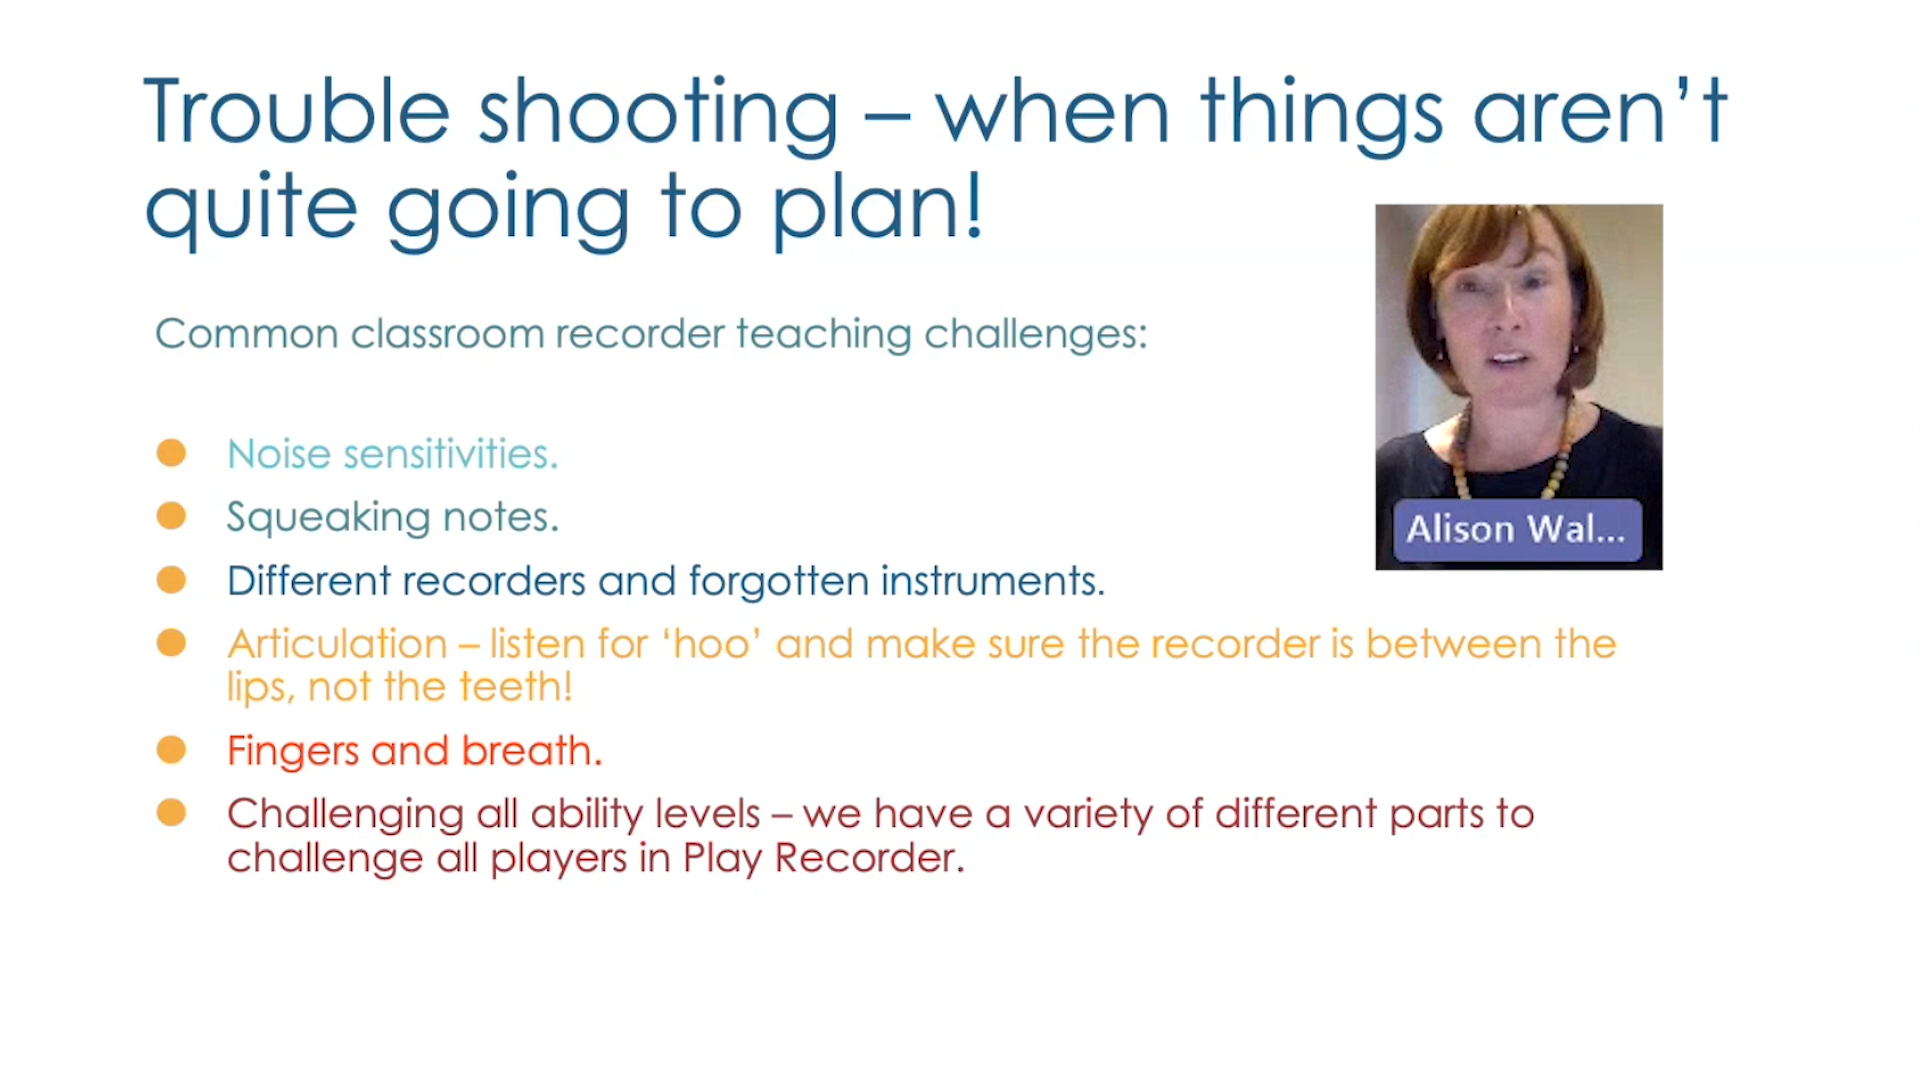 Trouble shooting – when things aren’t
quite going to plan!
Common classroom recorder teaching challenges:
Noise sensitivities.
Squeaking notes.
Different recorders and forgotten instruments.
Articulation – listen for ‘hoo’ and make sure the recorder is between the
lips, not the teeth!
Fingers and breath.
Challenging all ability levels – we have a variety of different parts to
challenge all players in Play Recorder.
Alison Wal...